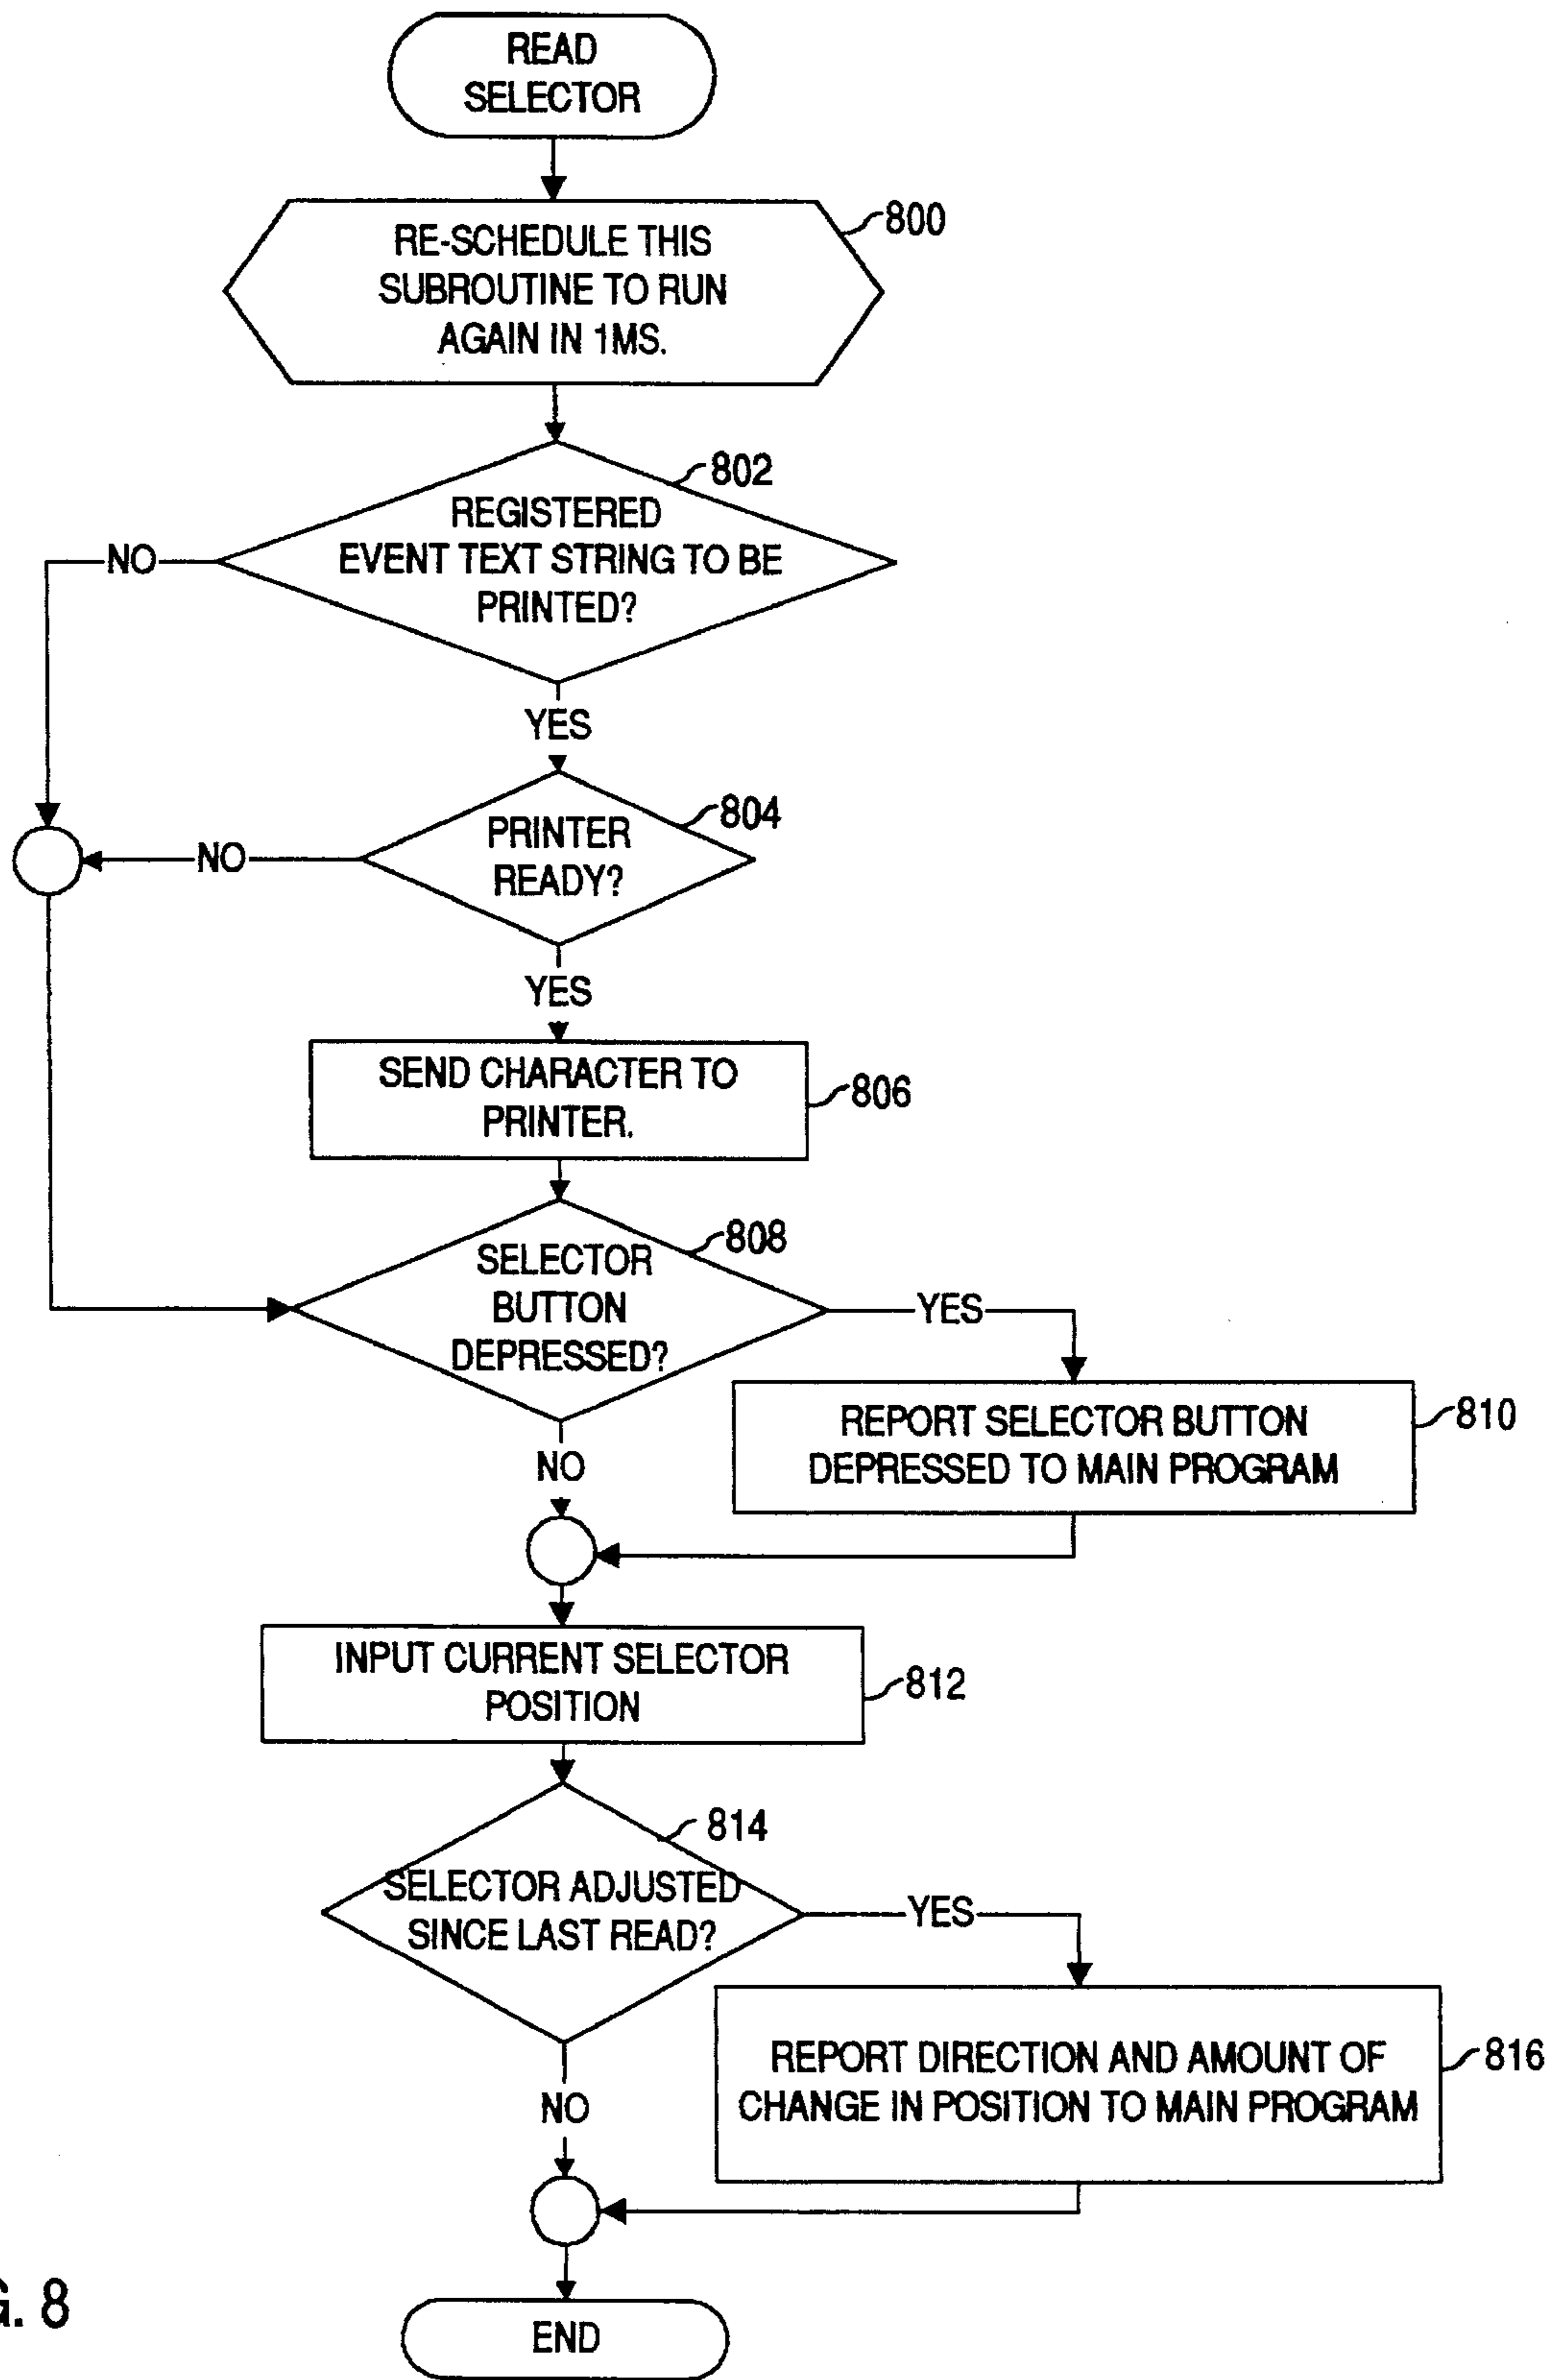 READ
SELECTOR
800
RE-SCHEDULE THIS
SUBROUTINE TO RUN
AGAIN IN 1MS.
802
REGISTERED
EVENT TEXT STRING TO BE
PRINTED?
NO
YES
804
PRINTER
READY?
NO
YES
SEND CHARACTER TO
PRINTER.
806
808
SELECTOR
BUTTON
DEPRESSED?
YES
NO
REPORT SELECTOR BUTTON
DEPRESSED TO MAIN PROGRAM
810
INPUT CURRENT SELECTOR
POSITION
812
814
SELECTOR ADJUSTED
SINCE LAST READ?
YES
NO
REPORT DIRECTION AND AMOUNT OF
CHANGE IN POSITION TO MAIN PROGRAM
816
G. 8
END